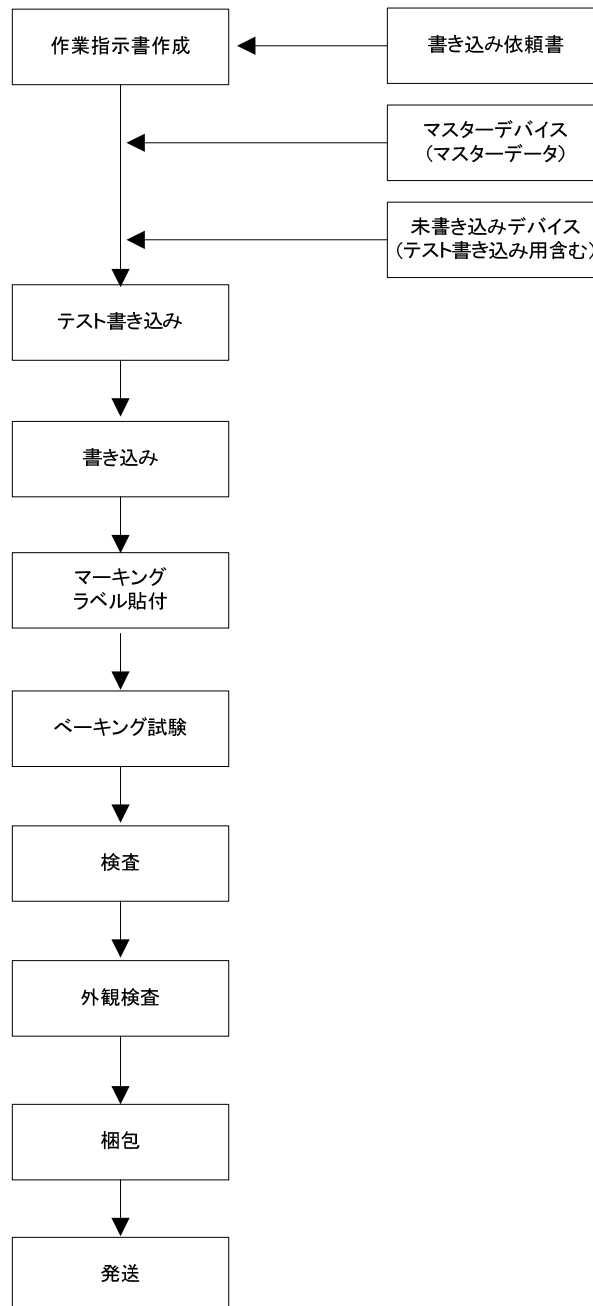 作業指示書作成
書き込み依頼書
マスターデバイス
(マスターデータ)
未書き込みデバイス
(テスト書き込み用含む)
テスト書き込み
書き込み
マーキング
ラベル貼付
ベーキング試験
検査
外観検査
梱包
発送